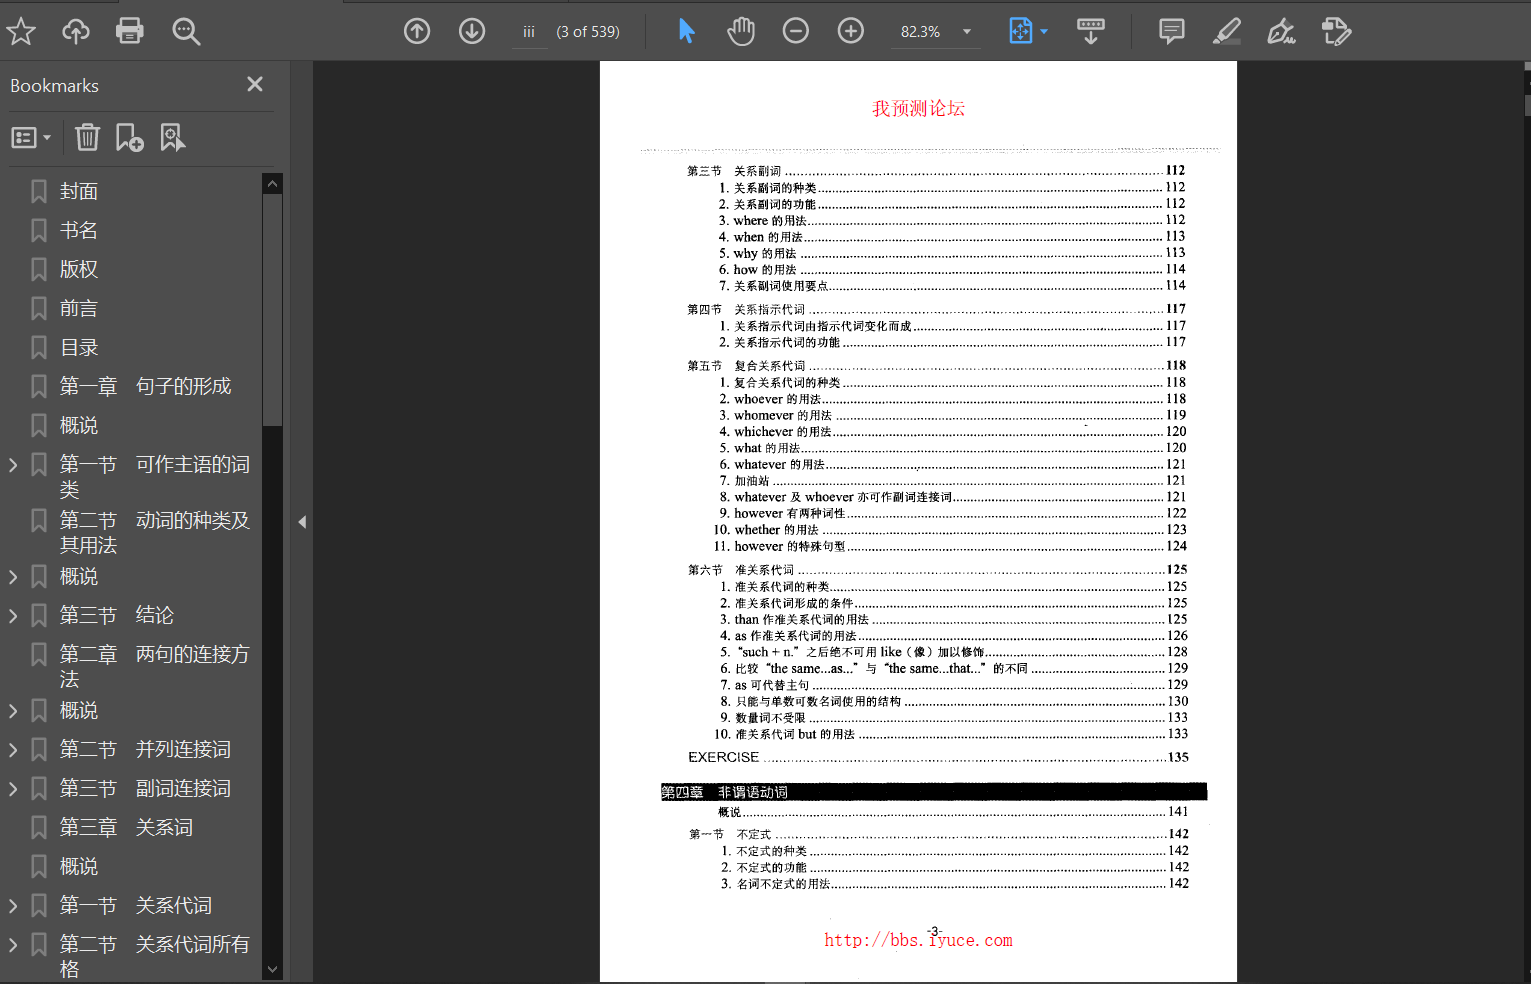 iii (3 of 539) 82.3%
Bookmarks
封面
书名
版权
前言
目录
第一章 句子的形成
概说
第一节 可作主语的词
类
第二节 动词的种类及
其用法
概说
第三节 结论
第二章 两句的连接方
法
概说
第二节 并列连接词
第三节 副词连接词
第三章 关系词
概说
第一节 关系代词
第二节 关系代词所有
格
我预测论坛
第三节 关系副词 112
1. 关系副词的种类 112
2. 关系副词的功能 112
3. where 的用法 112
4. when 的用法 113
5. why 的用法 113
6. how 的用法 114
7. 关系副词使用要点 114
第四节 关系指示代词 117
1. 关系指示代词由指示代词变化而成 117
2. 关系指示代词的功能 117
第五节 复合关系代词 118
1. 复合关系代词的种类 118
2. whoever 的用法 118
3. whomever 的用法 119
4. whichever 的用法 120
5. what 的用法 120
6. whatever 的用法 121
7. 加油站 121
8. whatever 及 whoever 亦可作副词连接词 121
9. however 有两种词性 122
10. whether 的用法 123
11. however 的特殊句型 124
第六节 准关系代词 125
1. 准关系代词的种类 125
2. 准关系代词形成的条件 125
3. than 作准关系代词的用法 125
4. as 作准关系代词的用法 126
5. “such + n.” 之后绝不可用 like（像）加以修饰 128
6. 比较 “the same...as...” 与 “the same...that...” 的不同 129
7. as 可代替主句 129
8. 只能与单数可数名词使用的结构 130
9. 数量词不受限 133
10. 准关系代词 but 的用法 133
EXERCISE 135
第四章 非谓语动词
概说 141
第一节 不定式 142
1. 不定式的种类 142
2. 不定式的功能 142
3. 名词不定式的用法 142
-3-
http://bbs.iyuce.com